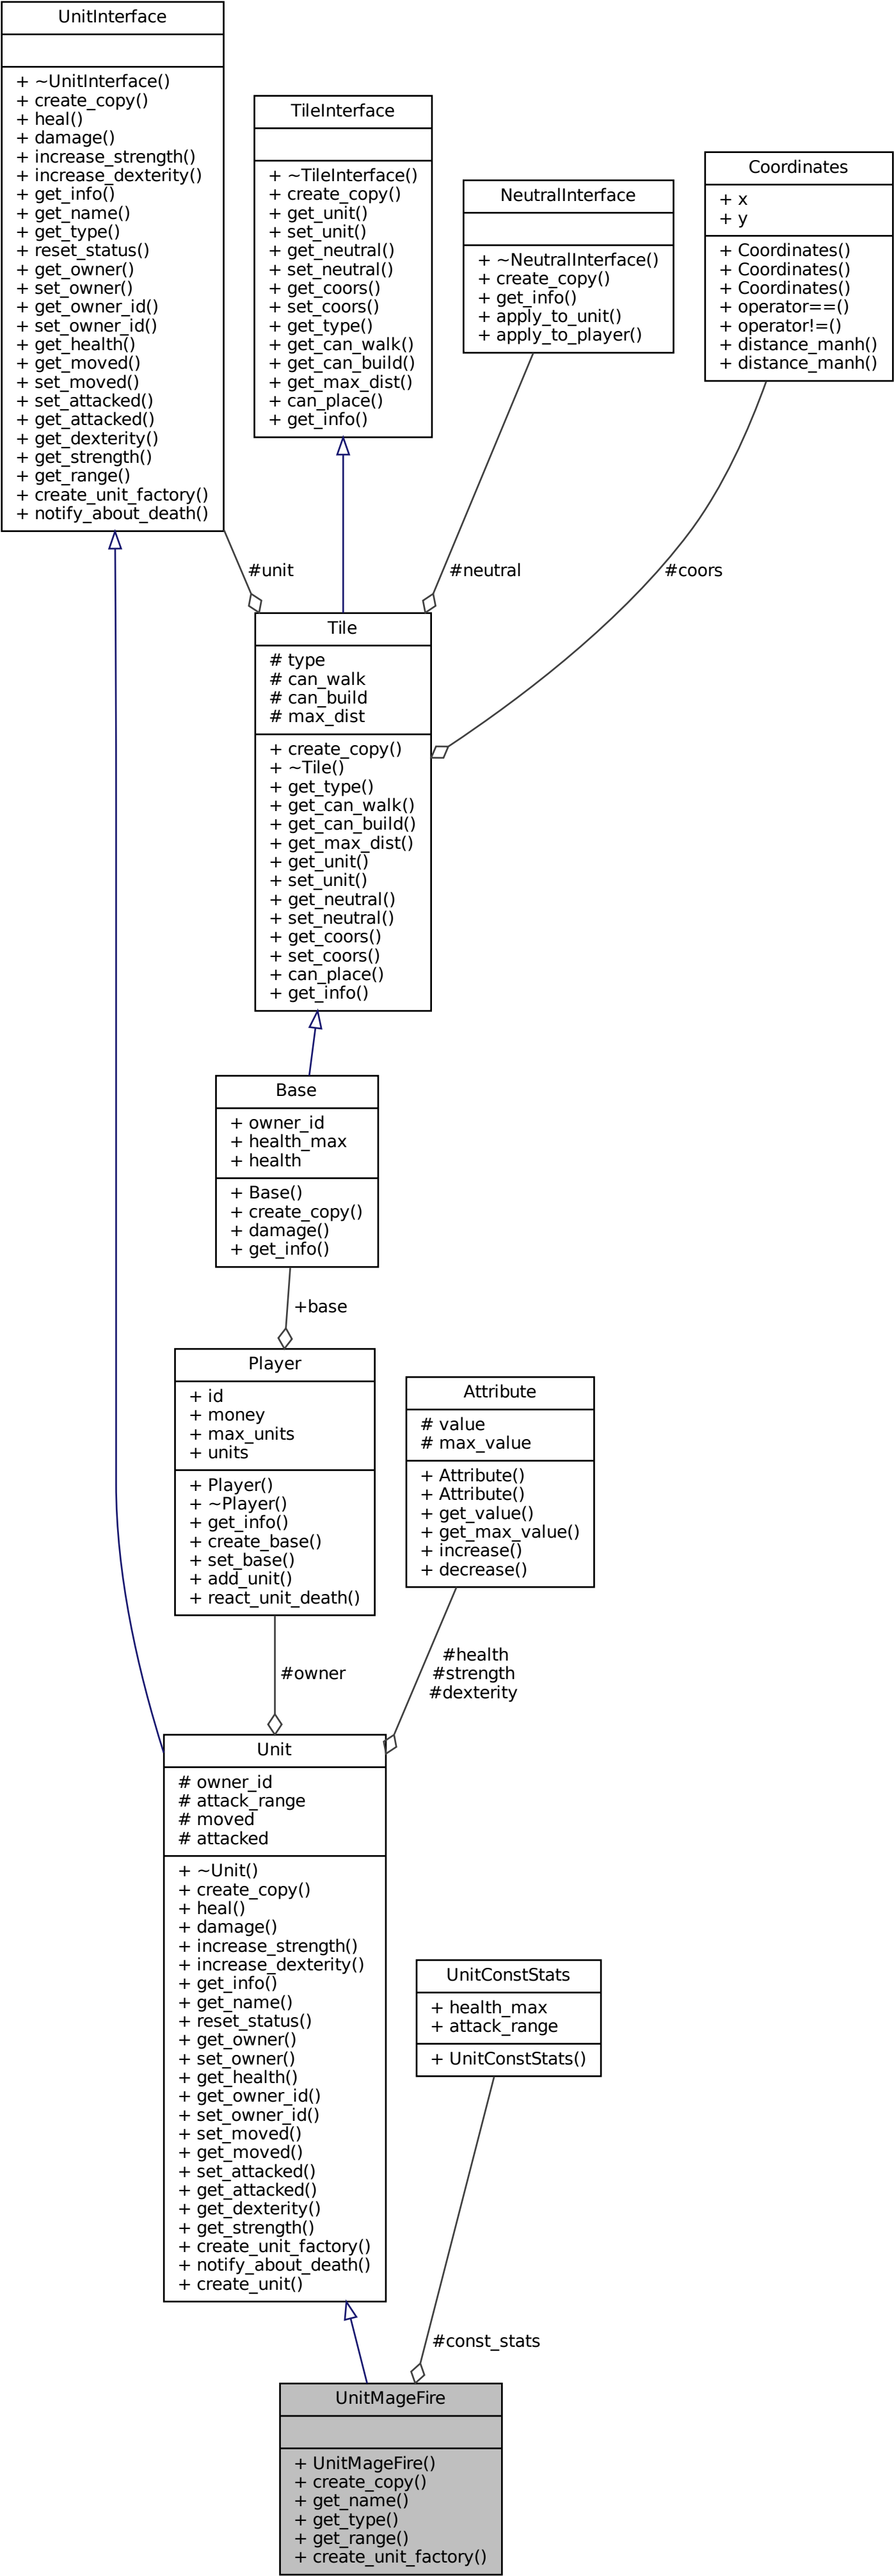 UnitInterface
+ ~UnitInterface()
+ create_copy()
+ heal()
+ damage()
+ increase_strength()
+ increase_dexterity()
+ get_info()
+ get_name()
+ get_type()
+ reset_status()
+ get_owner()
+ set_owner()
+ get_owner_id()
+ set_owner_id()
+ get_health()
+ get_moved()
+ set_moved()
+ set_attacked()
+ get_attacked()
+ get_dexterity()
+ get_strength()
+ get_range()
+ create_unit_factory()
+ notify_about_death()
TileInterface
+ ~TileInterface()
+ create_copy()
+ get_unit()
+ set_unit()
+ get_neutral()
+ set_neutral()
+ get_coors()
+ set_coors()
+ get_type()
+ get_can_walk()
+ get_can_build()
+ get_max_dist()
+ can_place()
+ get_info()
NeutralInterface
+ ~NeutralInterface()
+ create_copy()
+ get_info()
+ apply_to_unit()
+ apply_to_player()
Coordinates
+ x
+ y
+ Coordinates()
+ Coordinates()
+ Coordinates()
+ operator==()
+ operator!=()
+ distance_manh()
+ distance_manh()
#unit
#neutral
#coors
Tile
# type
# can_walk
# can_build
# max_dist
+ create_copy()
+ ~Tile()
+ get_type()
+ get_can_walk()
+ get_can_build()
+ get_max_dist()
+ get_unit()
+ set_unit()
+ get_neutral()
+ set_neutral()
+ get_coors()
+ set_coors()
+ can_place()
+ get_info()
Base
+ owner_id
+ health_max
+ health
+ Base()
+ create_copy()
+ damage()
+ get_info()
+base
Player
+ id
+ money
+ max_units
+ units
+ Player()
+ ~Player()
+ get_info()
+ create_base()
+ set_base()
+ add_unit()
+ react_unit_death()
Attribute
# value
# max_value
+ Attribute()
+ Attribute()
+ get_value()
+ get_max_value()
+ increase()
+ decrease()
#owner
#health
#strength
#dexterity
Unit
# owner_id
# attack_range
# moved
# attacked
+ ~Unit()
+ create_copy()
+ heal()
+ damage()
+ increase_strength()
+ increase_dexterity()
+ get_info()
+ get_name()
+ reset_status()
+ get_owner()
+ set_owner()
+ get_health()
+ get_owner_id()
+ set_owner_id()
+ set_moved()
+ get_moved()
+ set_attacked()
+ get_attacked()
+ get_dexterity()
+ get_strength()
+ create_unit_factory()
+ notify_about_death()
+ create_unit()
UnitConstStats
+ health_max
+ attack_range
+ UnitConstStats()
#const_stats
UnitMageFire
+ UnitMageFire()
+ create_copy()
+ get_name()
+ get_type()
+ get_range()
+ create_unit_factory()